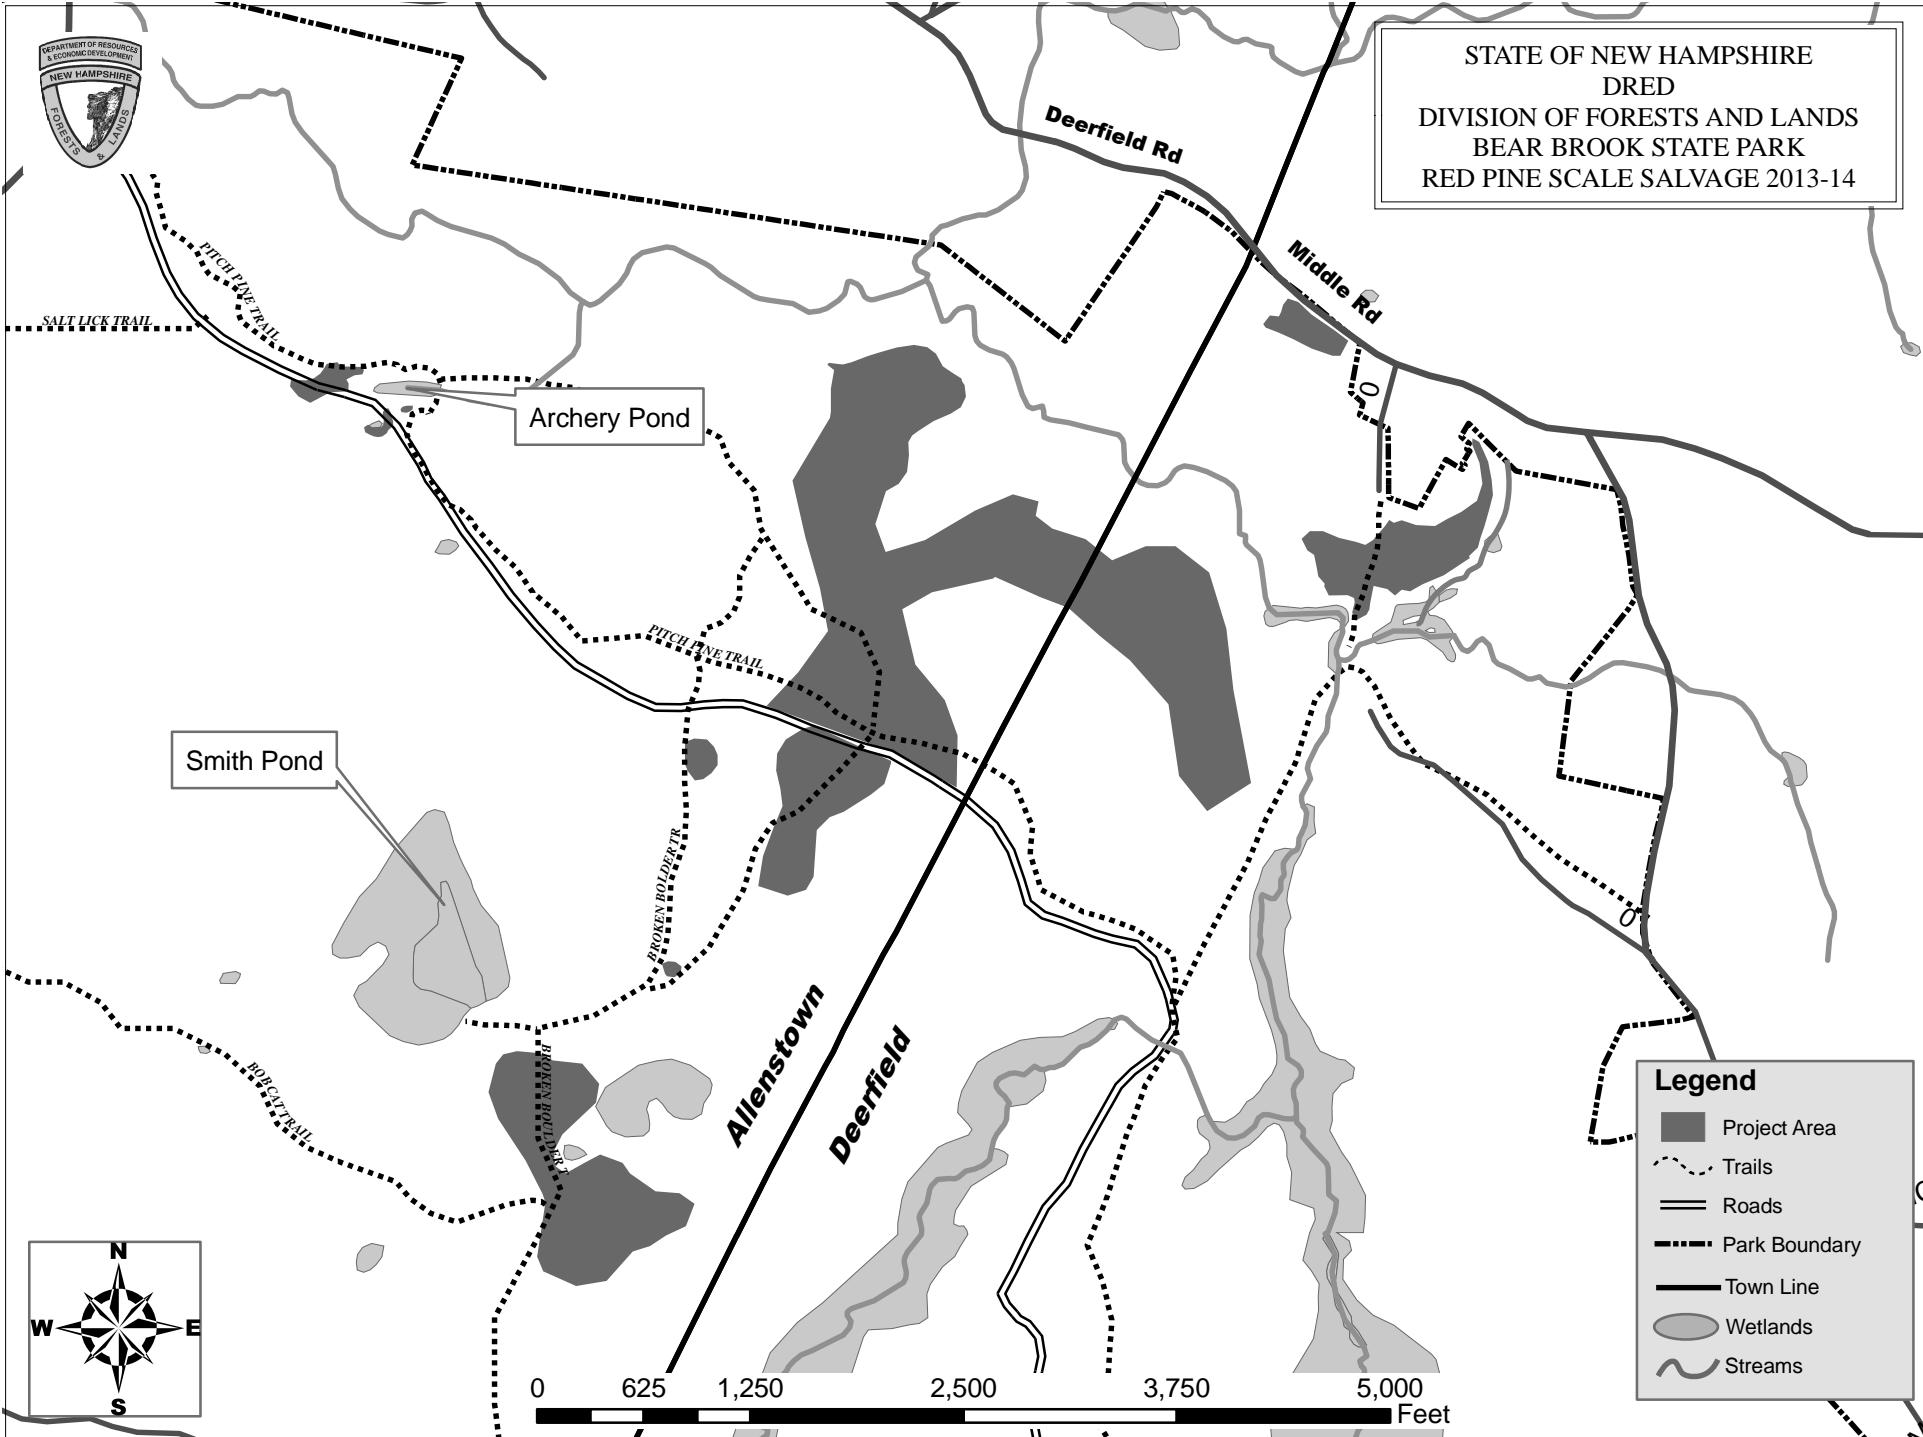 DEPARTMENT OF RESOURCES
& ECONOMIC DEVELOPMENT
NEW HAMPSHIRE
FORESTS & LANDS
STATE OF NEW HAMPSHIRE
DRED
DIVISION OF FORESTS AND LANDS
BEAR BROOK STATE PARK
RED PINE SCALE SALVAGE 2013-14
Deerfield Rd
Middle Rd
PITCH PINE TRAIL
SALT LICK TRAIL
Archery Pond
0
PITCH PINE TRAIL
Smith Pond
BROKEN BOLDER TR
0
Allenstown
Deerfield
BOBCAT TRAIL
BROKEN BOULDER T
Legend
Project Area
Trails
Roads
Park Boundary
Town Line
Wetlands
Streams
N
W E
S
0 625 1,250 2,500 3,750 5,000
Feet